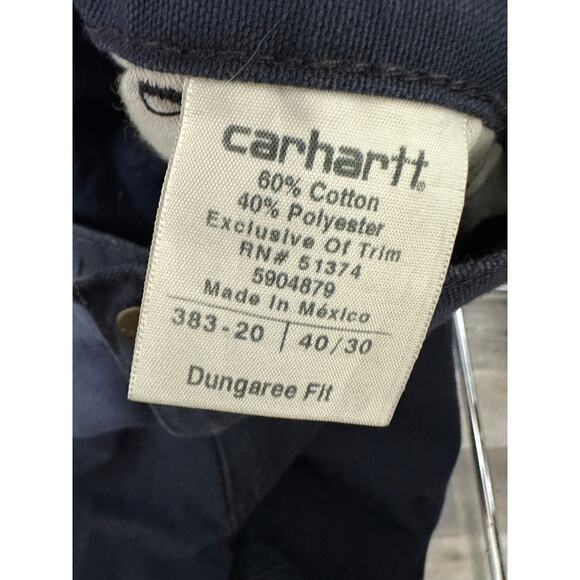 carhartt®
60% Cotton
40% Polyester
Exclusive Of Trim
RN# 51374
5904879
Made In México
383-20 | 40/30
Dungaree Fit